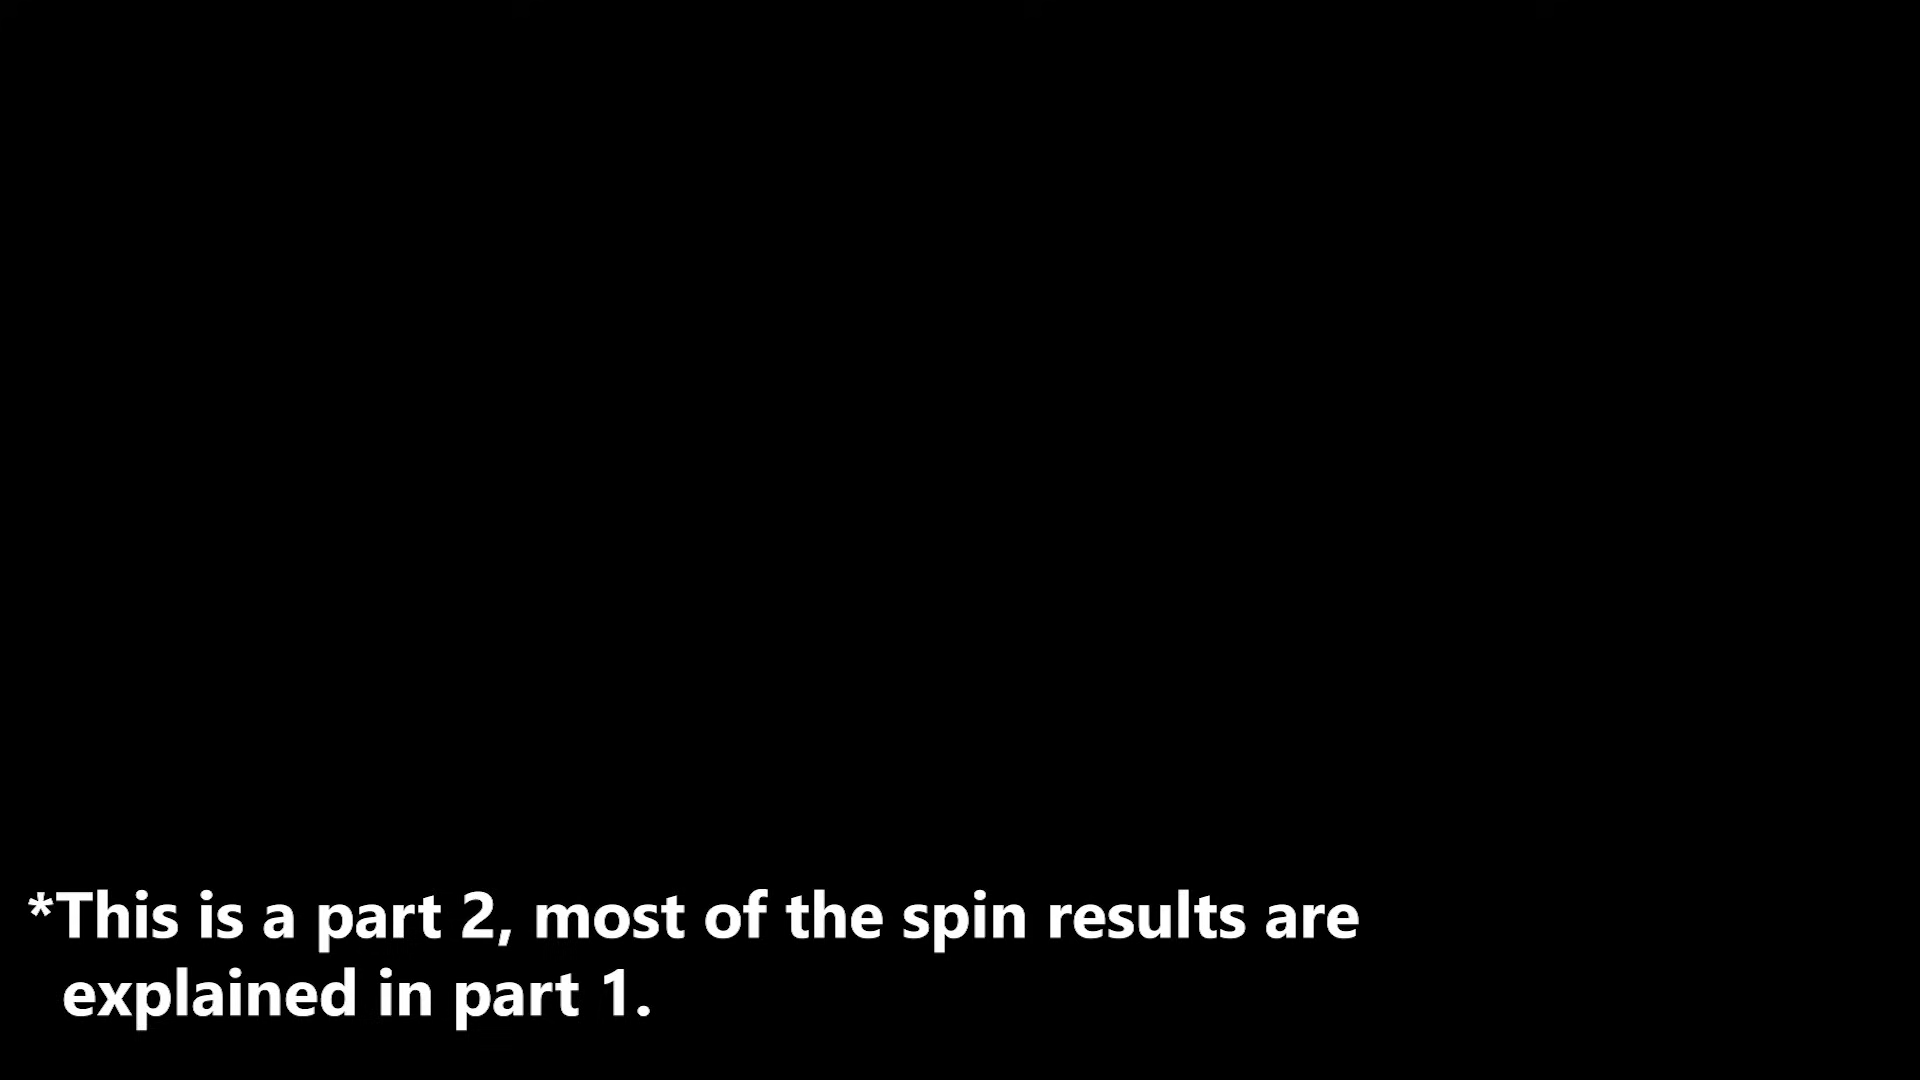 *This is a part 2, most of the spin results are
explained in part 1.